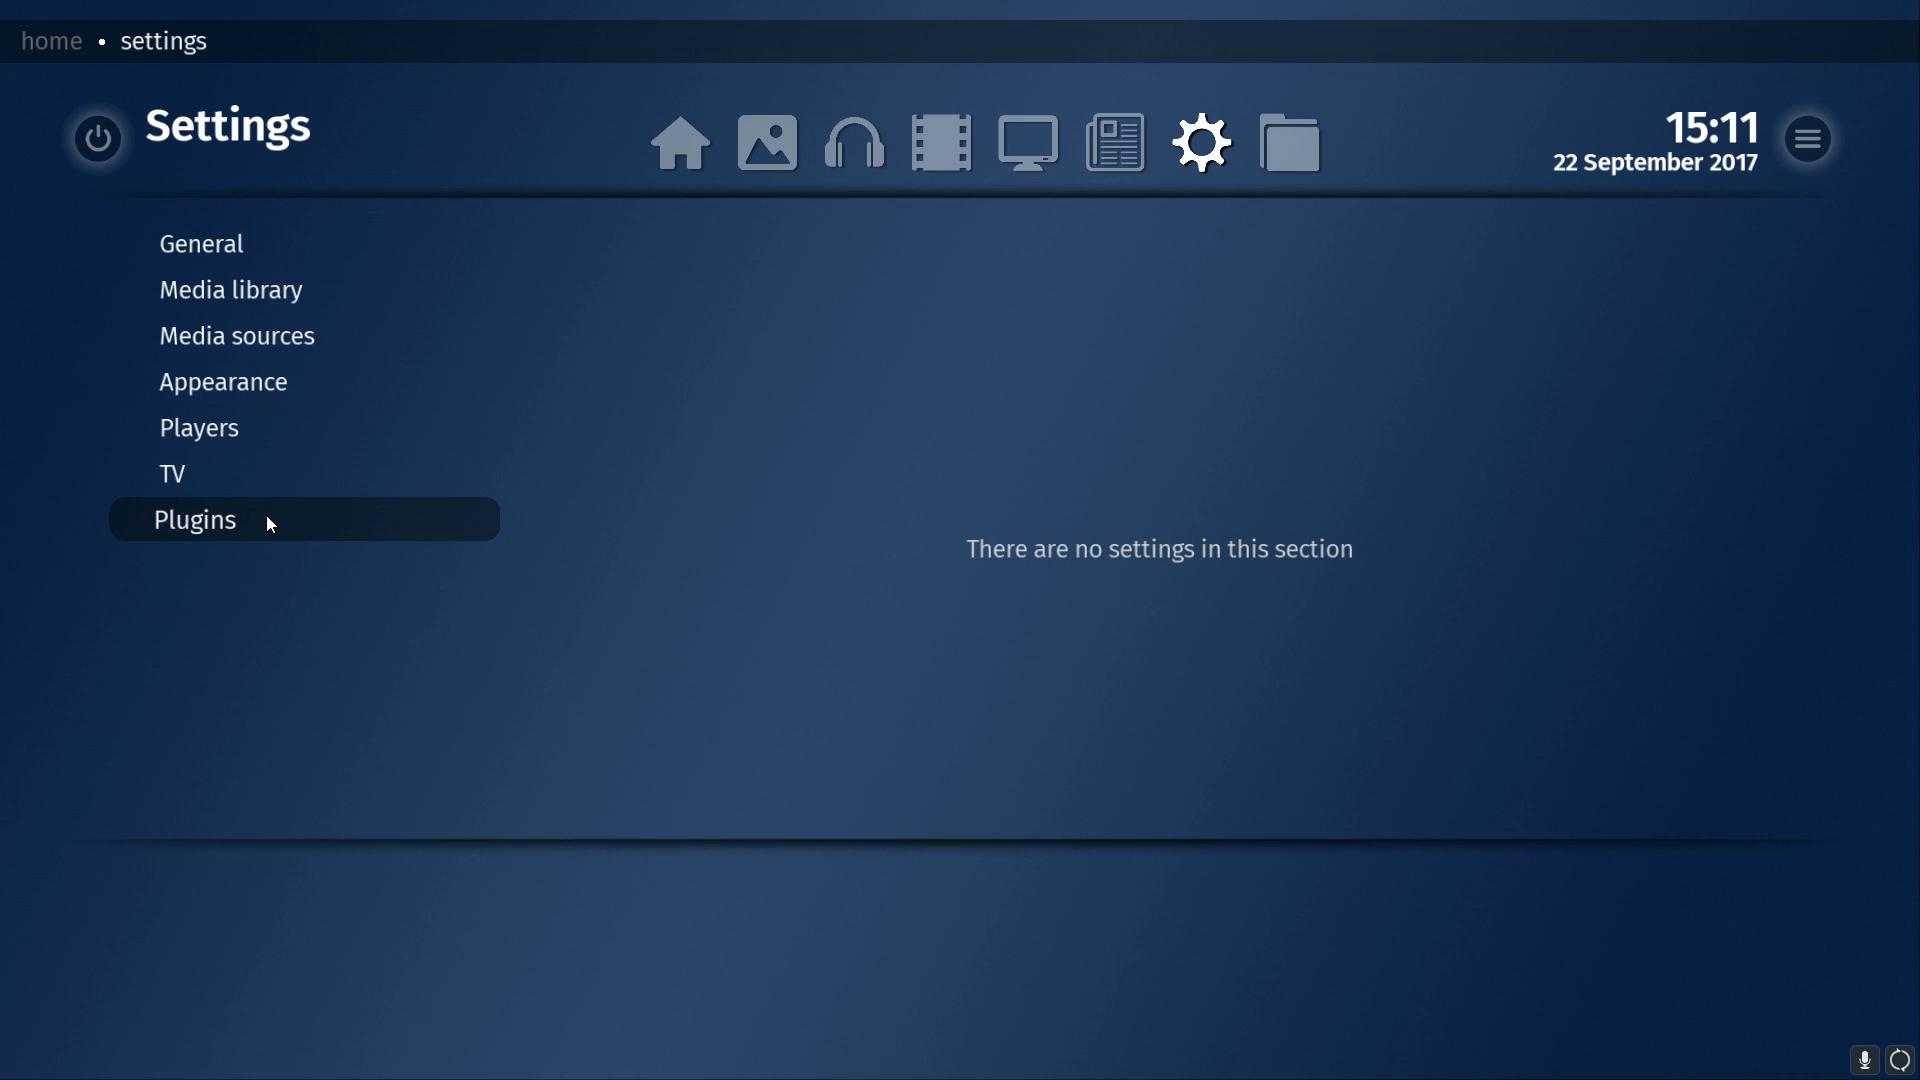 home • settings
Settings
15:11
22 September 2017
General
Media library
Media sources
Appearance
Players
TV
Plugins
There are no settings in this section